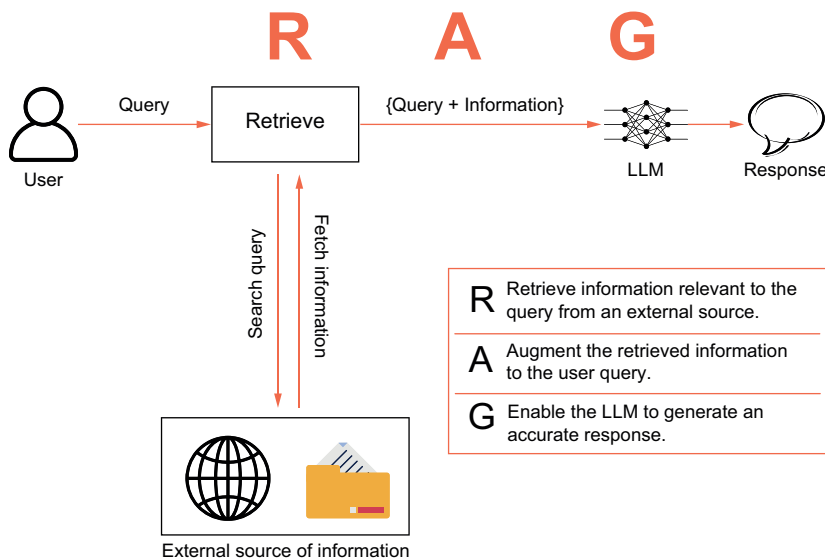 R A G
Query
Retrieve
{Query + Information}
User
LLM
Response
Search query
Fetch information
R Retrieve information relevant to the
query from an external source.
A Augment the retrieved information
to the user query.
G Enable the LLM to generate an
accurate response.
External source of information